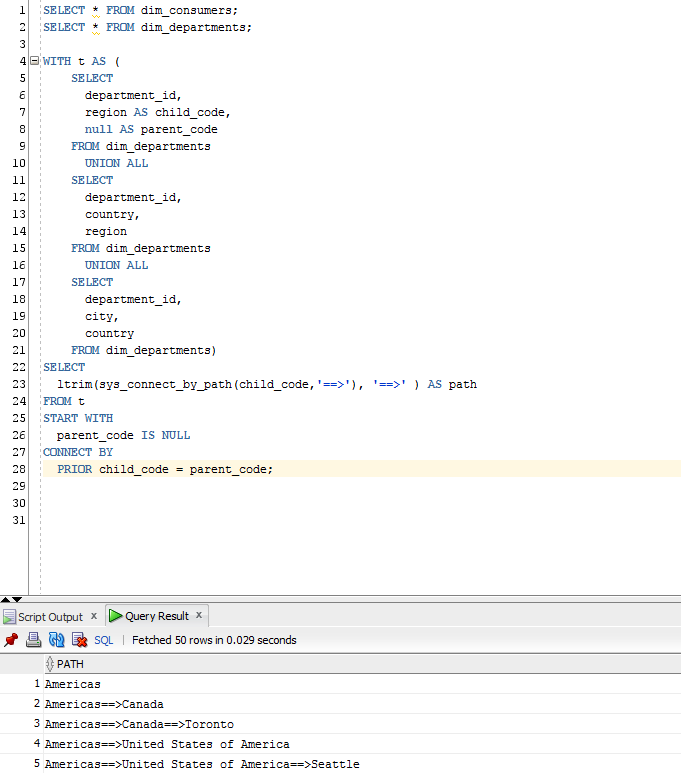 1 SELECT * FROM dim_consumers;
2 SELECT * FROM dim_departments;
3
4 WITH t AS (
5 SELECT
6 department_id,
7 region AS child_code,
8 null AS parent_code
9 FROM dim_departments
10 UNION ALL
11 SELECT
12 department_id,
13 country,
14 region
15 FROM dim_departments
16 UNION ALL
17 SELECT
18 department_id,
19 city,
20 country
21 FROM dim_departments)
22 SELECT
23 ltrim(sys_connect_by_path(child_code,'==>'), '==>' ) AS path
24 FROM t
25 START WITH
26 parent_code IS NULL
27 CONNECT BY
28 PRIOR child_code = parent_code;
29
30
31
Script Output x Query Result x
SQL | Fetched 50 rows in 0.029 seconds
PATH
1 Americas
2 Americas==>Canada
3 Americas==>Canada==>Toronto
4 Americas==>United States of America
5 Americas==>United States of America==>Seattle